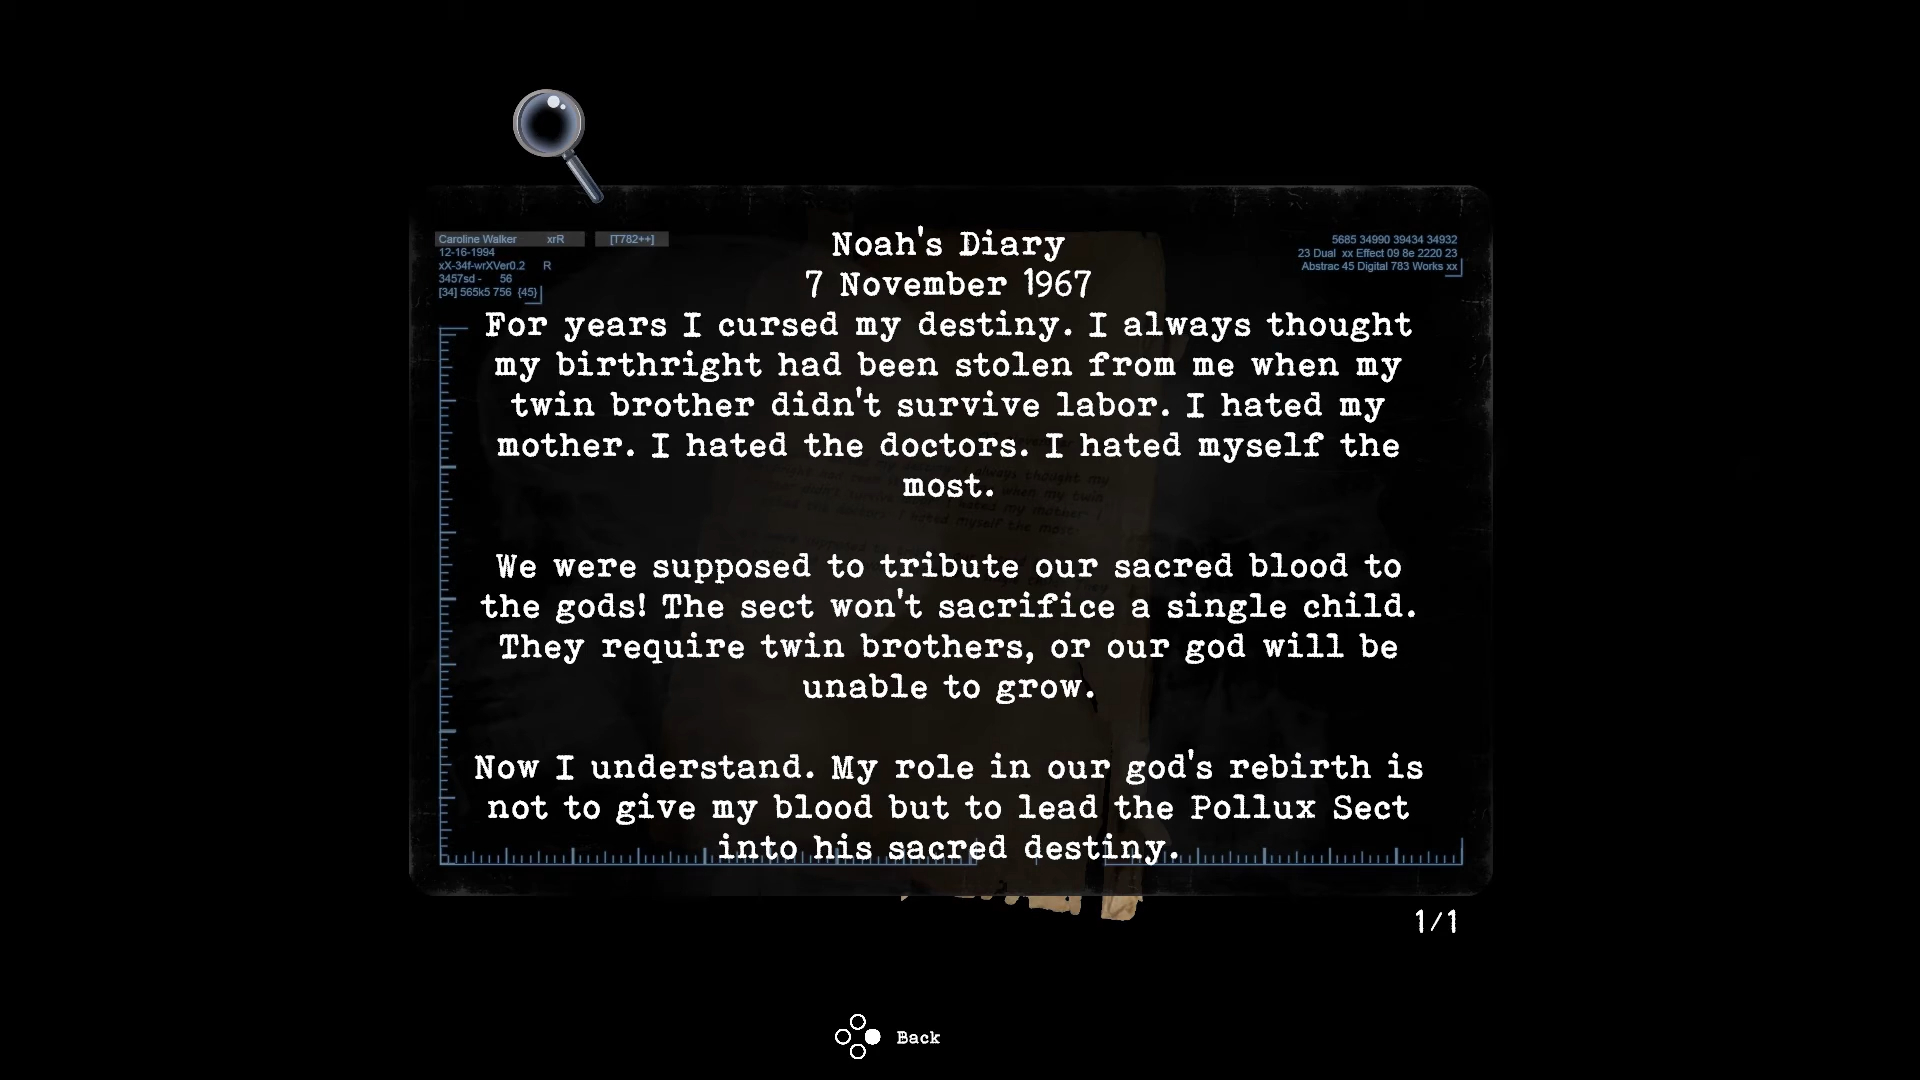 Caroline Walker xrR [T782++]
12-16-1994
xX-34f-wrXVer0.2 R
3457sd - 56
[34] 565k5 756 {45}
5685 34990 39434 34932
23 Dual xx Effect 09 8e 2220 23
Abstrac 45 Digital 783 Works xx
Noah's Diary
7 November 1967
For years I cursed my destiny. I always thought
my birthright had been stolen from me when my
twin brother didn't survive labor. I hated my
mother. I hated the doctors. I hated myself the
most.
We were supposed to tribute our sacred blood to
the gods! The sect won't sacrifice a single child.
They require twin brothers, or our god will be
unable to grow.
Now I understand. My role in our god's rebirth is
not to give my blood but to lead the Pollux Sect
into his sacred destiny.
1/1
Back